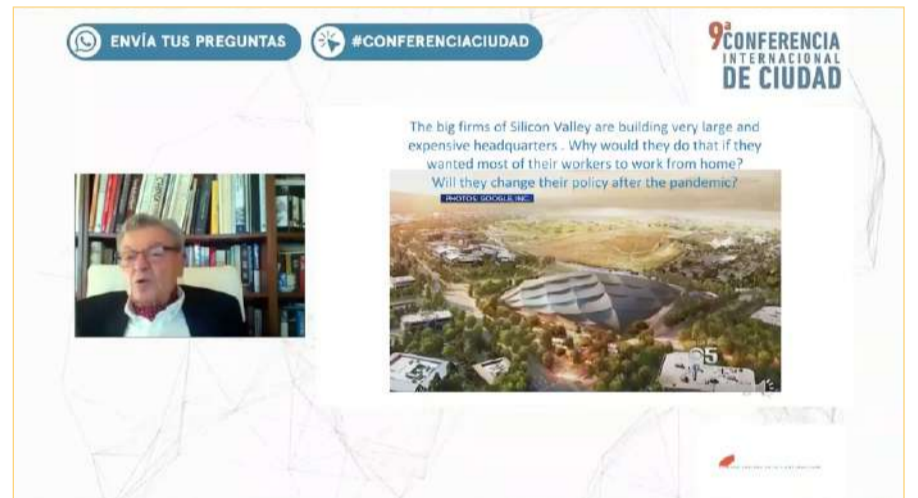 ENVÍA TUS PREGUNTAS
#CONFERENCIACIUDAD
9ª CONFERENCIA
INTERNACIONAL
DE CIUDAD
The big firms of Silicon Valley are building very large and
expensive headquarters . Why would they do that if they
wanted most of their workers to work from home?
Will they change their policy after the pandemic?
PHOTOS: GOOGLE, INC.
5